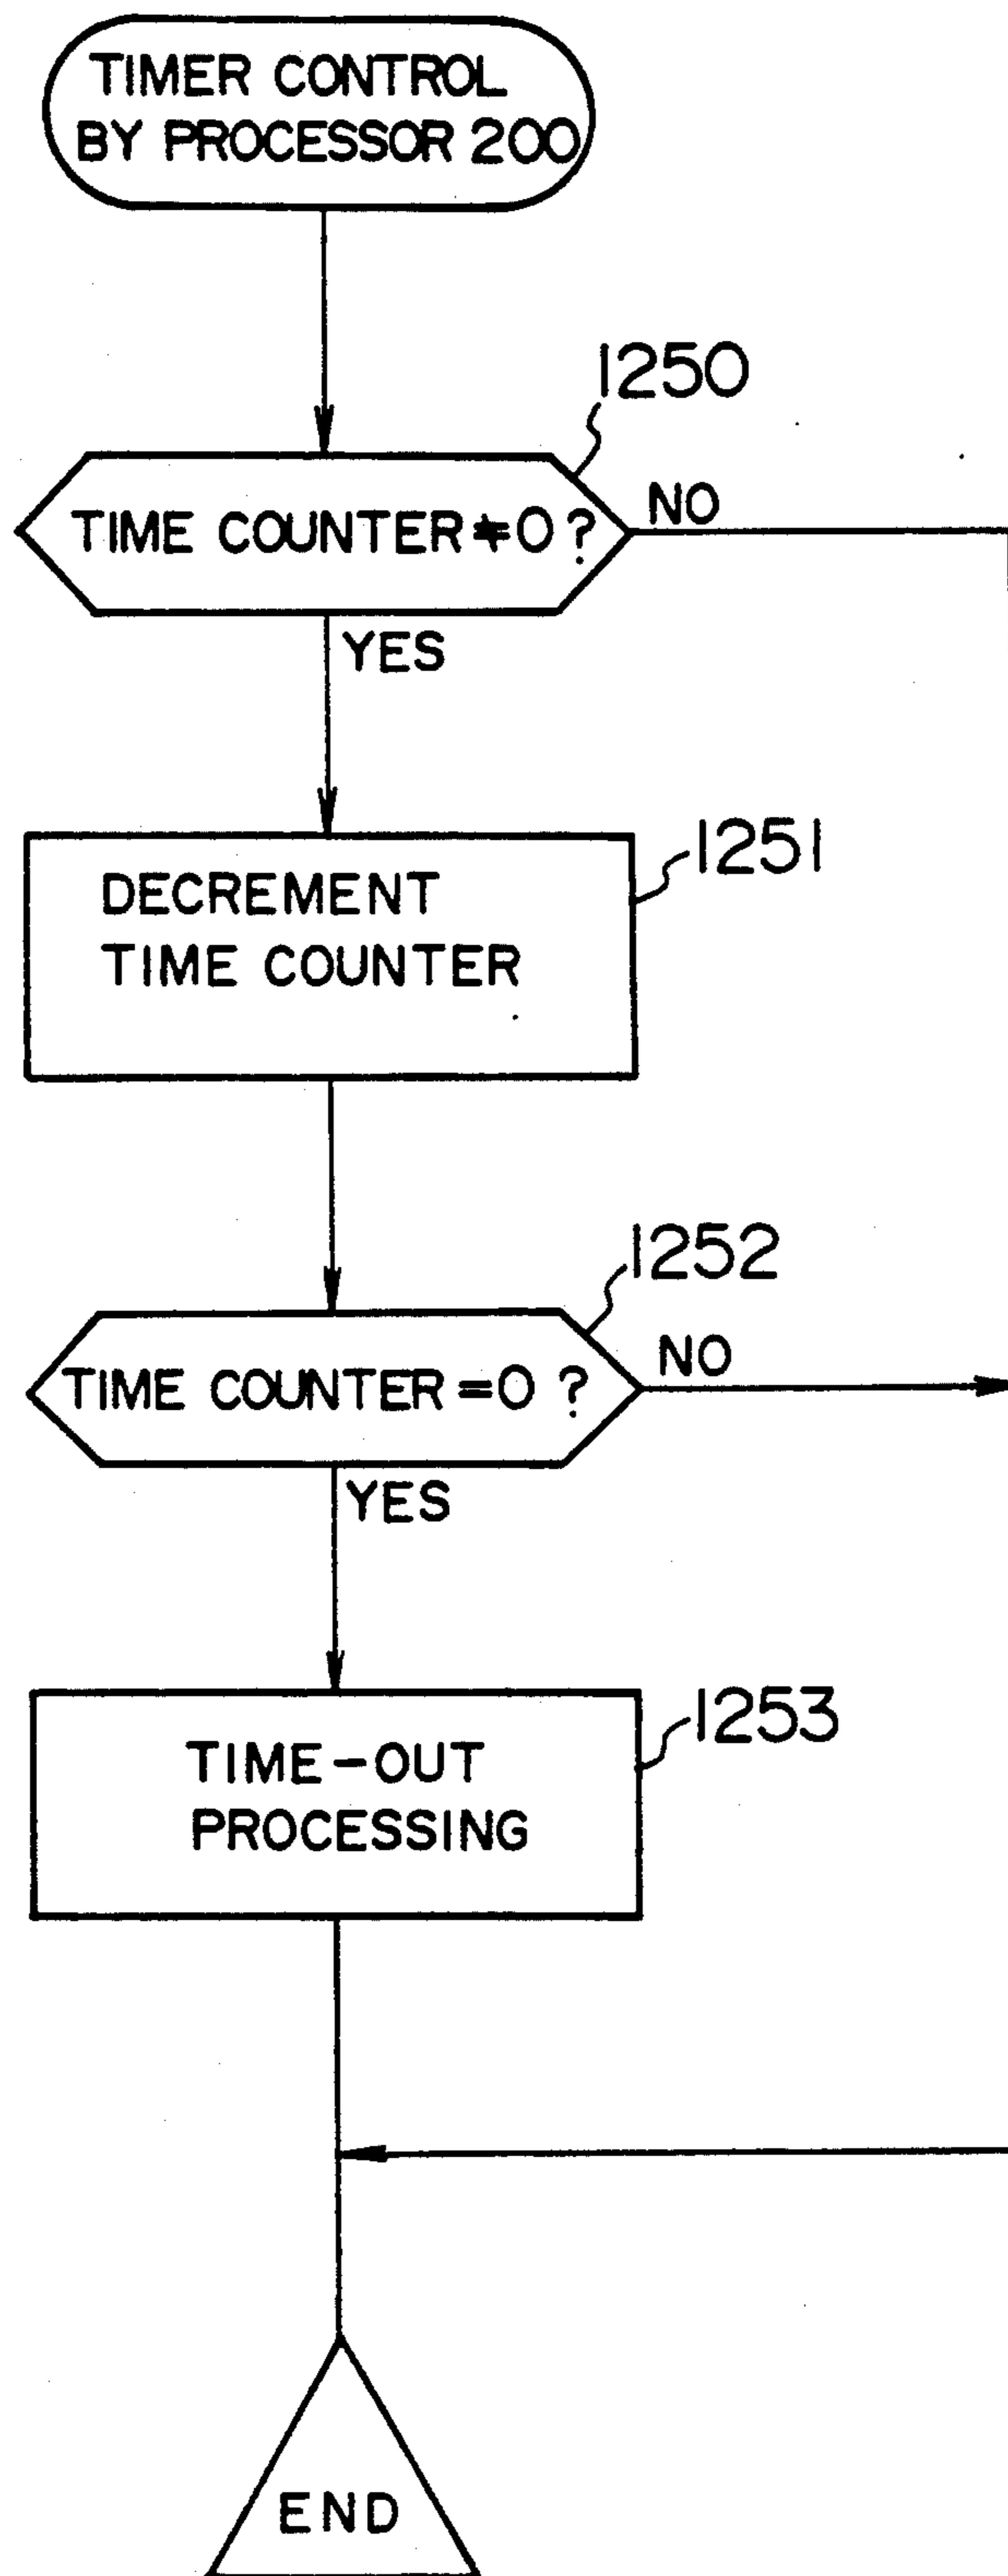 TIMER CONTROL
BY PROCESSOR 200
1250
TIME COUNTER ≠ 0 ?
NO
YES
1251
DECREMENT
TIME COUNTER
1252
TIME COUNTER = 0 ?
NO
YES
1253
TIME-OUT
PROCESSING
END